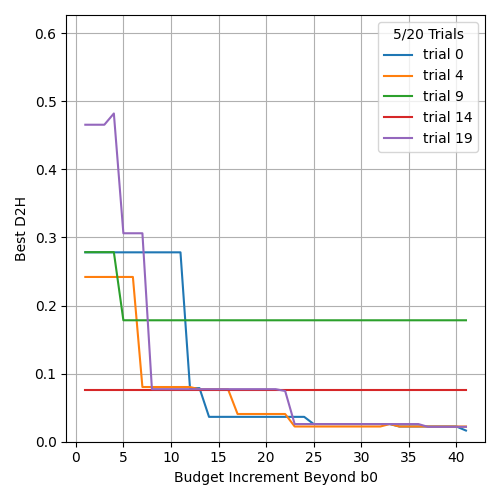 5/20 Trials
trial 0
trial 4
trial 9
trial 14
trial 19
Best D2H
0.6
0.5
0.4
0.3
0.2
0.1
0.0
0 5 10 15 20 25 30 35 40
Budget Increment Beyond b0